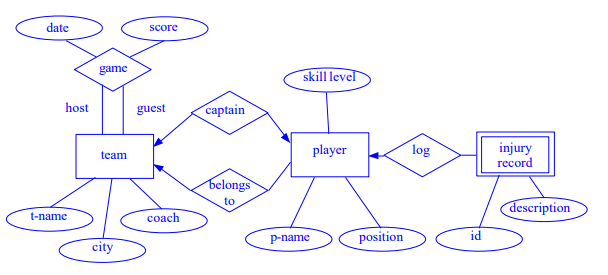 date
score
game
host
guest
skill level
captain
team
player
log
injury
record
belongs
to
t-name
coach
city
p-name
position
id
description